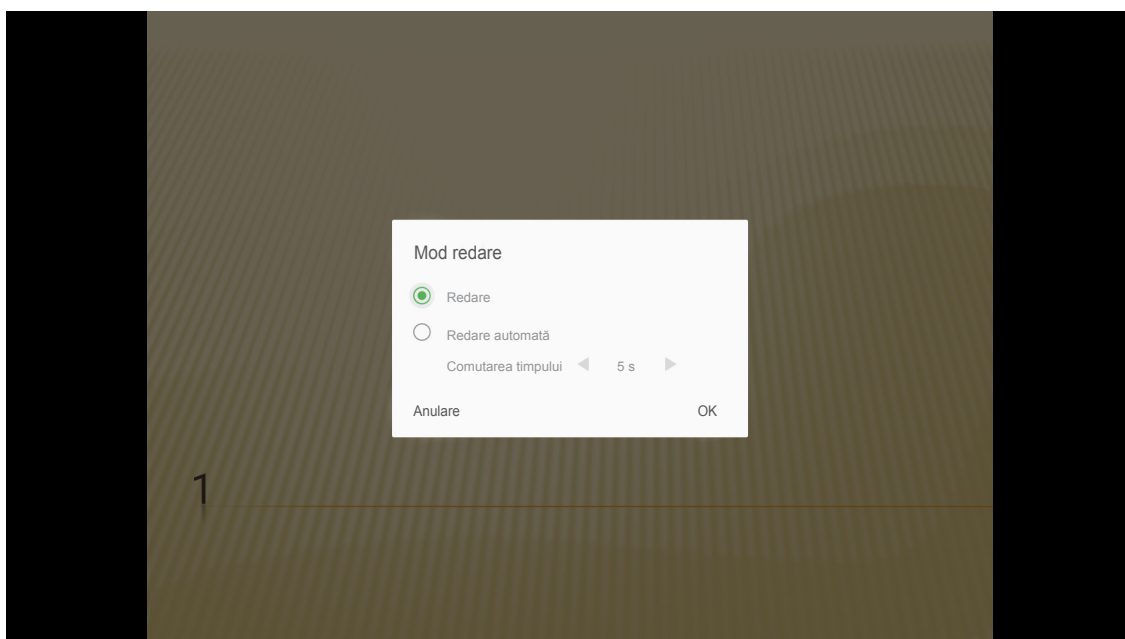 Mod redare
Redare
Redare automată
Comutarea timpului 5 s
Anulare OK
1